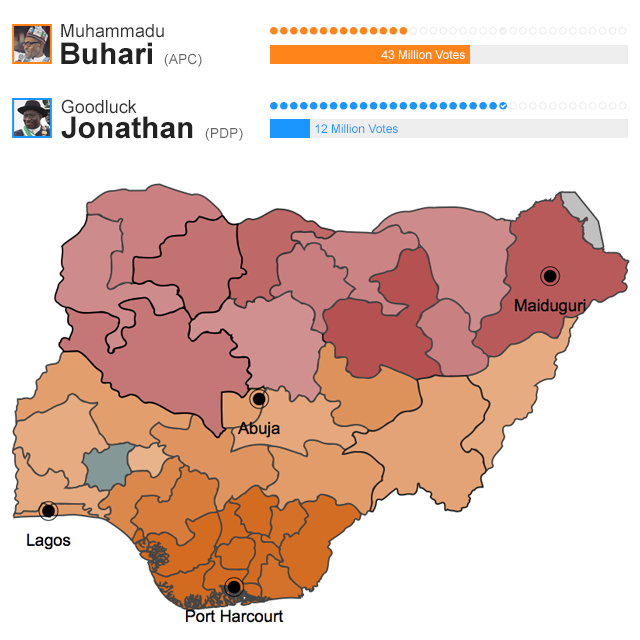 Muhammadu
Buhari (APC)
43 Million Votes
Goodluck
Jonathan (PDP)
12 Million Votes
Maiduguri
Abuja
Lagos
Port Harcourt